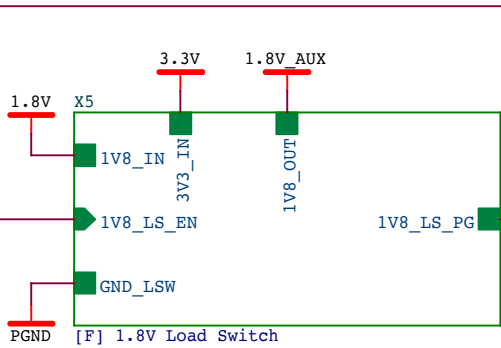 3.3V
1.8V_AUX
1.8V
X5
1V8_IN
3V3_IN
1V8_OUT
1V8_LS_EN
1V8_LS_PG
GND_LSW
PGND
[F] 1.8V Load Switch